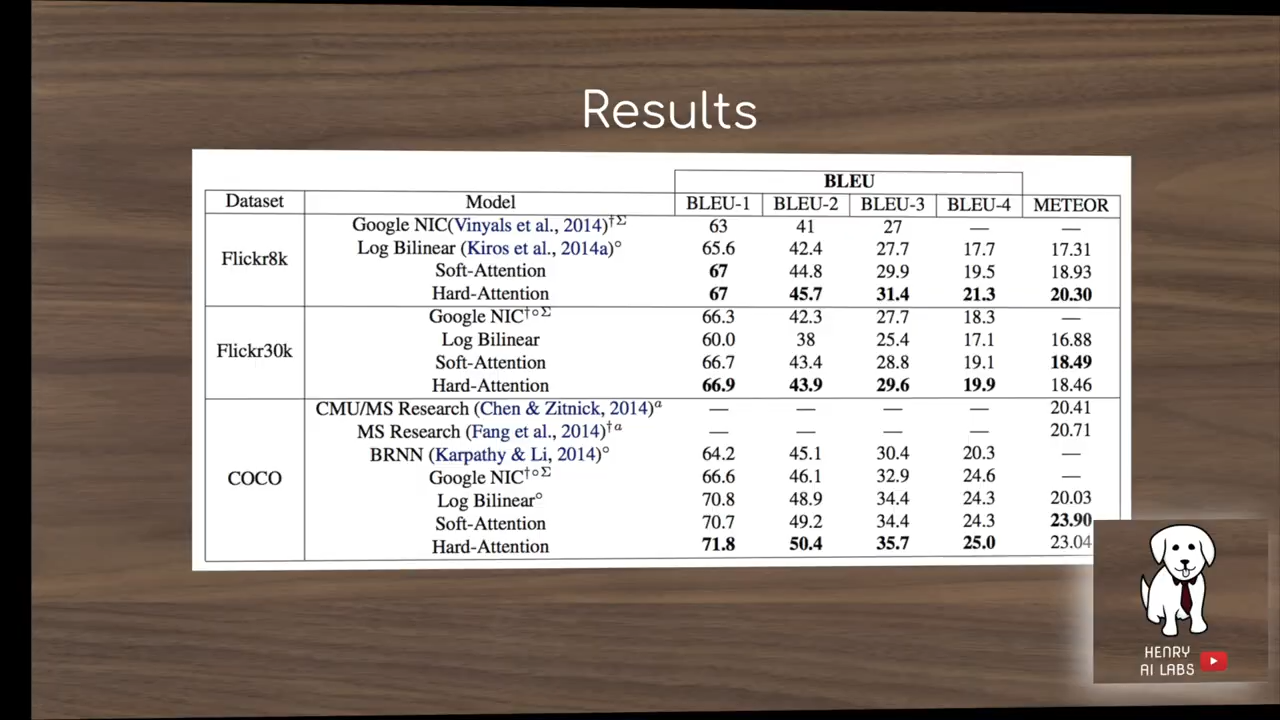 Results
BLEU
Dataset Model BLEU-1 BLEU-2 BLEU-3 BLEU-4 METEOR
Flickr8k
Google NIC(Vinyals et al., 2014)†Σ 63 41 27 — —
Log Bilinear (Kiros et al., 2014a)° 65.6 42.4 27.7 17.7 17.31
Soft-Attention 67 44.8 29.9 19.5 18.93
Hard-Attention 67 45.7 31.4 21.3 20.30
Flickr30k
Google NIC†°Σ 66.3 42.3 27.7 18.3 —
Log Bilinear 60.0 38 25.4 17.1 16.88
Soft-Attention 66.7 43.4 28.8 19.1 18.49
Hard-Attention 66.9 43.9 29.6 19.9 18.46
COCO
CMU/MS Research (Chen & Zitnick, 2014)a — — — — 20.41
MS Research (Fang et al., 2014)†a — — — — 20.71
BRNN (Karpathy & Li, 2014)° 64.2 45.1 30.4 20.3 —
Google NIC†°Σ 66.6 46.1 32.9 24.6 —
Log Bilinear° 70.8 48.9 34.4 24.3 20.03
Soft-Attention 70.7 49.2 34.4 24.3 23.90
Hard-Attention 71.8 50.4 35.7 25.0 23.04
HENRY
AI LABS